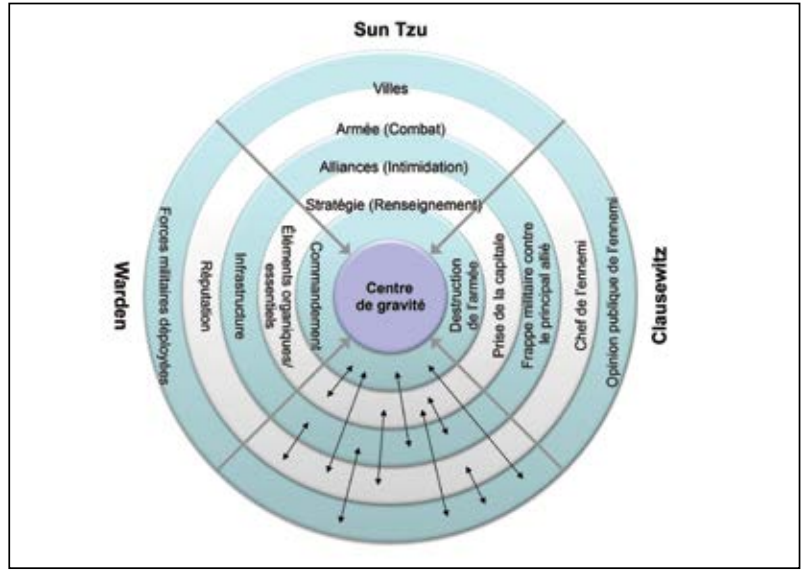 Sun Tzu
Villes
Armée (Combat)
Alliances (Intimidation)
Stratégie (Renseignement)
Warden
Forces militaires déployées
Réputation
Infrastructure
Éléments organiques/
essentiels
Commandement
Centre
de gravité
Destruction
de l'armée
Prise de la capitale
Frappe militaire contre
le principal allié
Chef de l'ennemi
Opinion publique de l'ennemi
Clausewitz